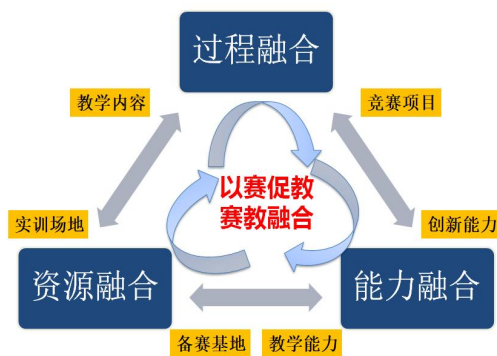 过程融合
教学内容
竞赛项目
以赛促教
赛教融合
实训场地
创新能力
资源融合
能力融合
备赛基地
教学能力